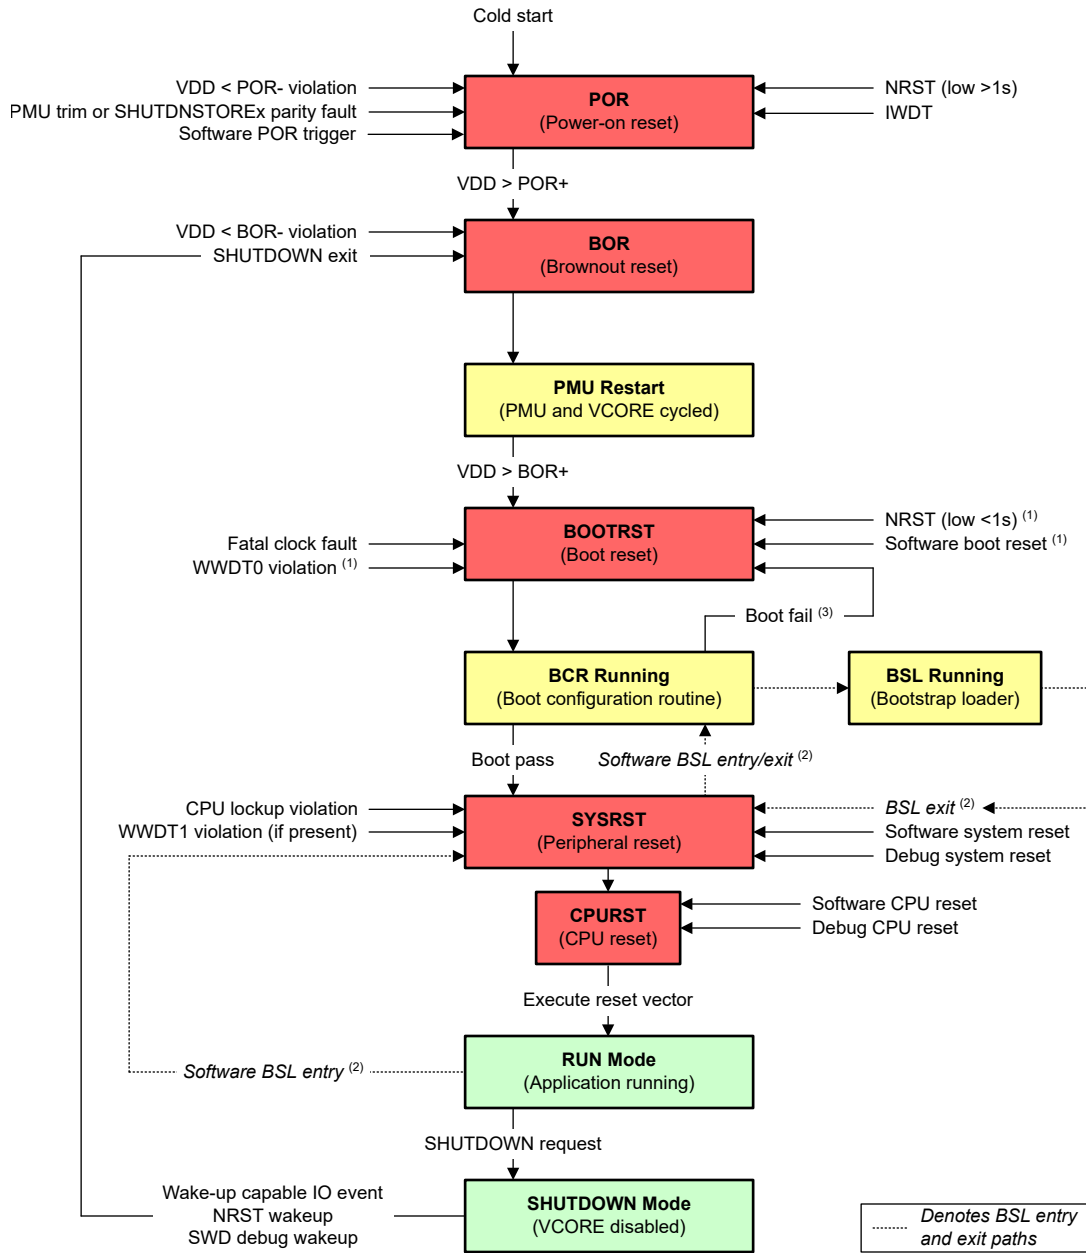 Cold start
VDD < POR- violation
PMU trim or SHUTDNSTOREx parity fault
Software POR trigger
POR
(Power-on reset)
NRST (low >1s)
IWDT
VDD > POR+
VDD < BOR- violation
SHUTDOWN exit
BOR
(Brownout reset)
PMU Restart
(PMU and VCORE cycled)
VDD > BOR+
Fatal clock fault
WWDT0 violation (1)
BOOTRST
(Boot reset)
NRST (low <1s) (1)
Software boot reset (1)
Boot fail (3)
BCR Running
(Boot configuration routine)
BSL Running
(Bootstrap loader)
Boot pass
Software BSL entry/exit (2)
CPU lockup violation
WWDT1 violation (if present)
SYSRST
(Peripheral reset)
BSL exit (2)
Software system reset
Debug system reset
CPURST
(CPU reset)
Software CPU reset
Debug CPU reset
Execute reset vector
Software BSL entry (2)
RUN Mode
(Application running)
SHUTDOWN request
Wake-up capable IO event
NRST wakeup
SWD debug wakeup
SHUTDOWN Mode
(VCORE disabled)
Denotes BSL entry
and exit paths